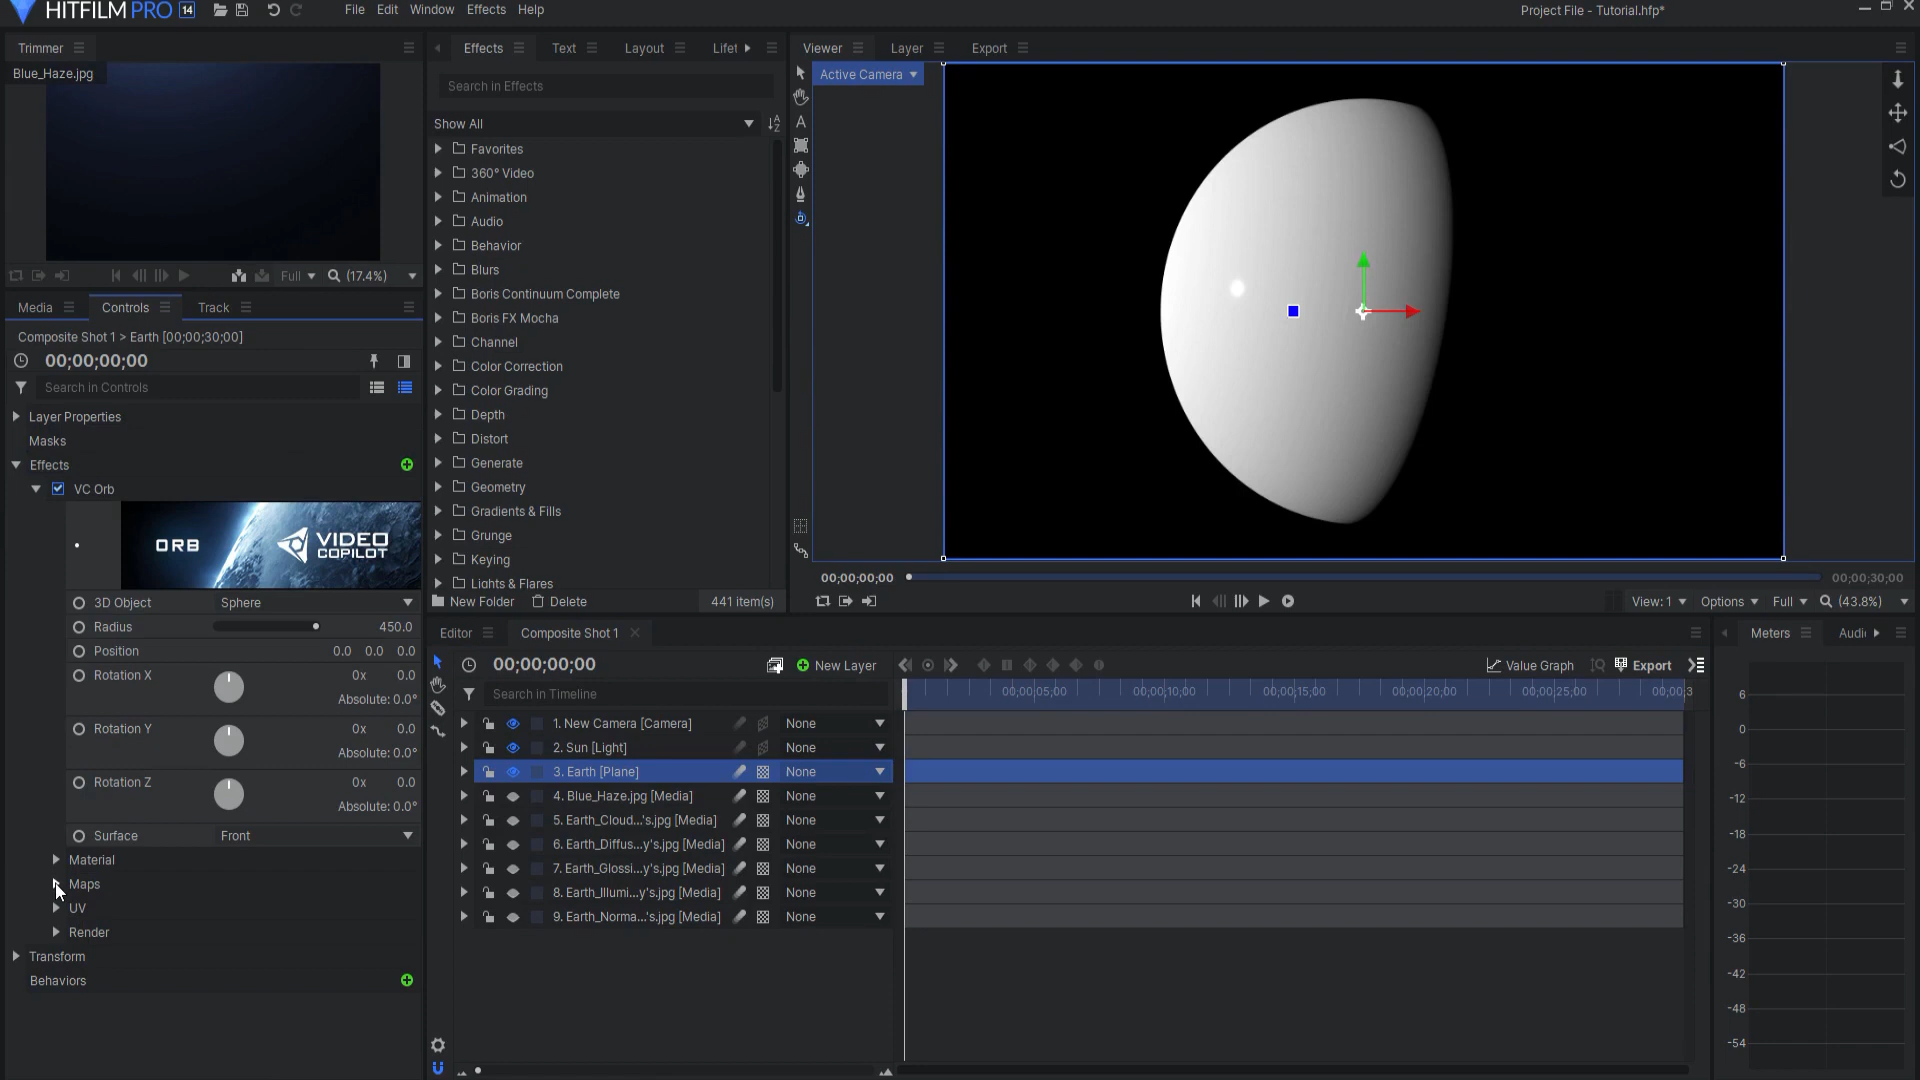 HITFILM PRO 14
File Edit Window Effects Help
Project File - Tutorial.hfp*
Trimmer
Blue_Haze.jpg
Full (17.4%)
Media Controls Track
Composite Shot 1 > Earth [00;00;30;00]
00;00;00;00
Search in Controls
Layer Properties
Masks
Effects
VC Orb
ORB VIDEO COPILOT
3D Object Sphere
Radius 450.0
Position 0.0 0.0 0.0
Rotation X 0x 0.0
Absolute: 0.0°
Rotation Y 0x 0.0
Absolute: 0.0°
Rotation Z 0x 0.0
Absolute: 0.0°
Surface Front
Material
Maps
UV
Render
Transform
Behaviors
Effects Text Layout Lifet
Search in Effects
Show All
Favorites
360° Video
Animation
Audio
Behavior
Blurs
Boris Continuum Complete
Boris FX Mocha
Channel
Color Correction
Color Grading
Depth
Distort
Generate
Geometry
Gradients & Fills
Grunge
Keying
Lights & Flares
New Folder Delete 441 item(s)
Viewer Layer Export
Active Camera
00;00;00;00 00;00;30;00
View: 1 Options Full (43.8%)
Editor Composite Shot 1
00;00;00;00 New Layer Value Graph Export
Search in Timeline 00;00;05;00 00;00;10;00 00;00;15;00 00;00;20;00 00;00;25;00 00;00;3
1. New Camera [Camera] None
2. Sun [Light] None
3. Earth [Plane] None
4. Blue_Haze.jpg [Media] None
5. Earth_Cloud...'s.jpg [Media] None
6. Earth_Diffus...y's.jpg [Media] None
7. Earth_Glossi...y's.jpg [Media] None
8. Earth_Illumi...y's.jpg [Media] None
9. Earth_Norma...'s.jpg [Media] None
Meters Audi
6
0
-6
-12
-18
-24
-30
-36
-42
-48
-54